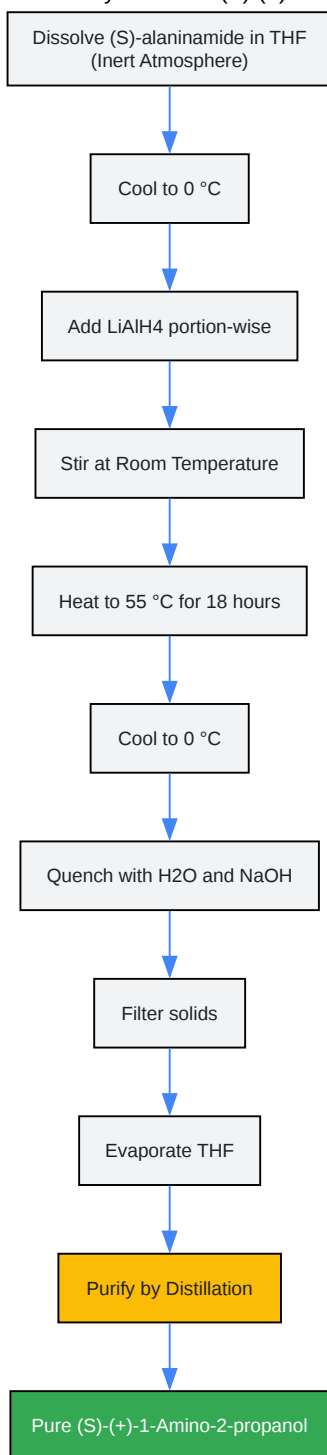 Dissolve (S)-alaninamide in THF
(Inert Atmosphere)
Cool to 0 °C
Add LiAlH4 portion-wise
Stir at Room Temperature
Heat to 55 °C for 18 hours
Cool to 0 °C
Quench with H2O and NaOH
Filter solids
Evaporate THF
Purify by Distillation
Pure (S)-(+)-1-Amino-2-propanol